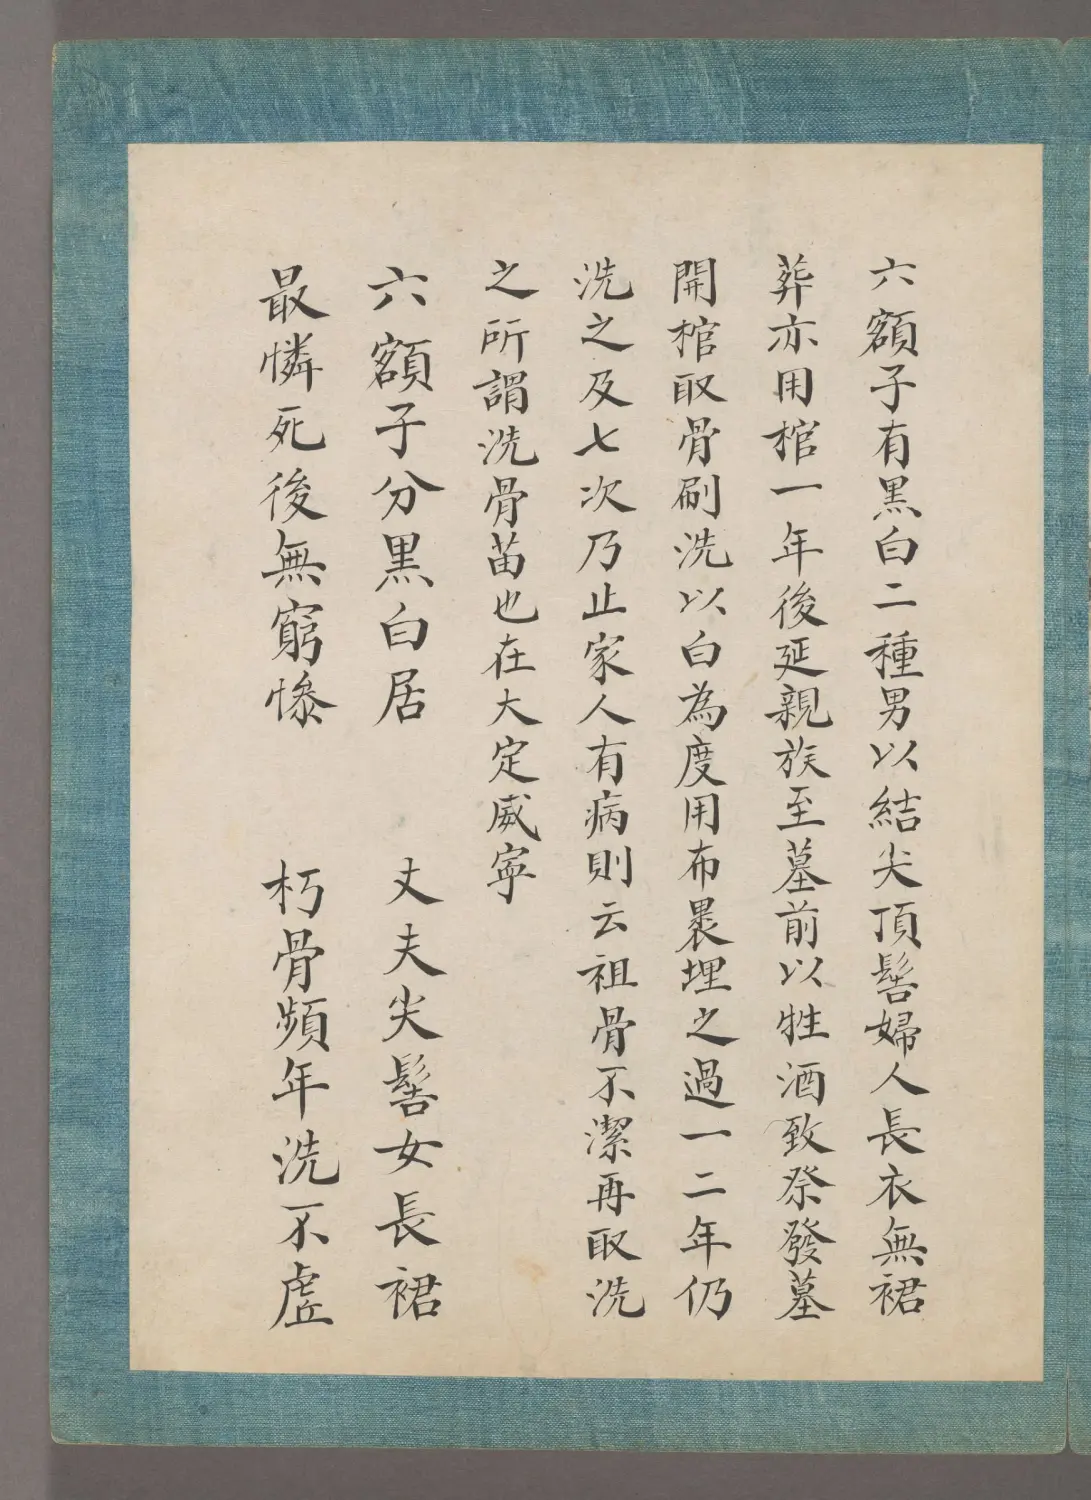 六額子有黑白二種男以結尖頂髻婦人長衣無裙
葬亦用棺一年後延親族至墓前以牲酒致祭發墓
開棺取骨刷洗以白為度用布褁埋之過一二年仍
洗之及七次乃止家人有病則云祖骨不潔再取洗
之所謂洗骨苗也在大定威寧
六額子分黑白居 丈夫尖髻女長裙
最憐死後無窮慘 朽骨頻年洗不虛